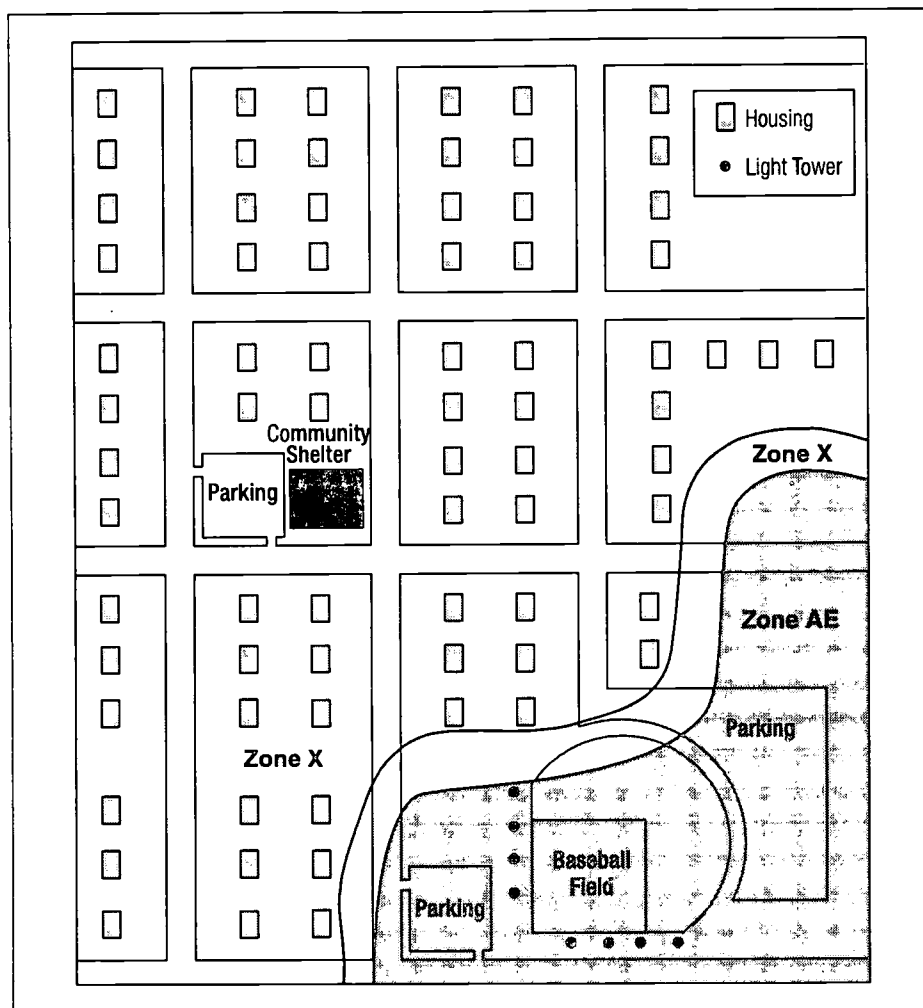 Housing
Light Tower
Community
Shelter
Parking
Zone X
Zone AE
Parking
Zone X
Baseball
Field
Parking